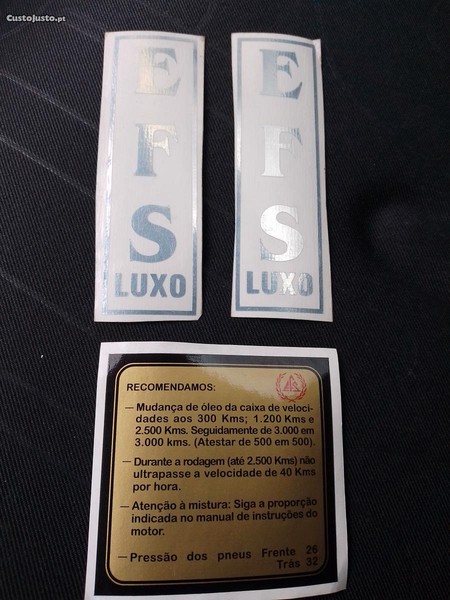 CustoJusto.pt
E
F
S
LUXO
E
F
S
LUXO
RECOMENDAMOS:
— Mudança de óleo da caixa de veloci-
dades aos 300 Kms; 1.200 Kms e
2.500 Kms. Seguidamente de 3.000 em
3.000 kms. (Atestar de 500 em 500).
— Durante a rodagem (até 2.500 Kms) não
ultrapasse a velocidade de 40 Kms
por hora.
— Atenção à mistura: Siga a proporção
indicada no manual de instruções do
motor.
— Pressão dos pneus Frente 26
Trás 32